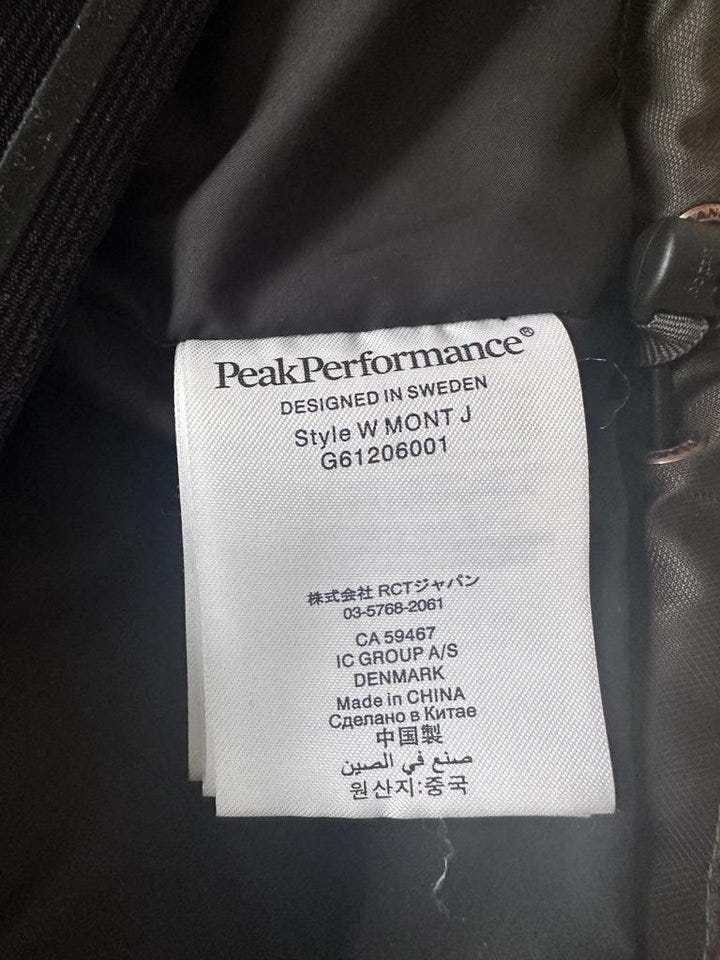 PeakPerformance®
DESIGNED IN SWEDEN
Style W MONT J
G61206001
株式会社 RCTジャパン
03-5768-2061
CA 59467
IC GROUP A/S
DENMARK
Made in CHINA
Сделано в Китае
中国製
صنع في الصين
원산지:중국